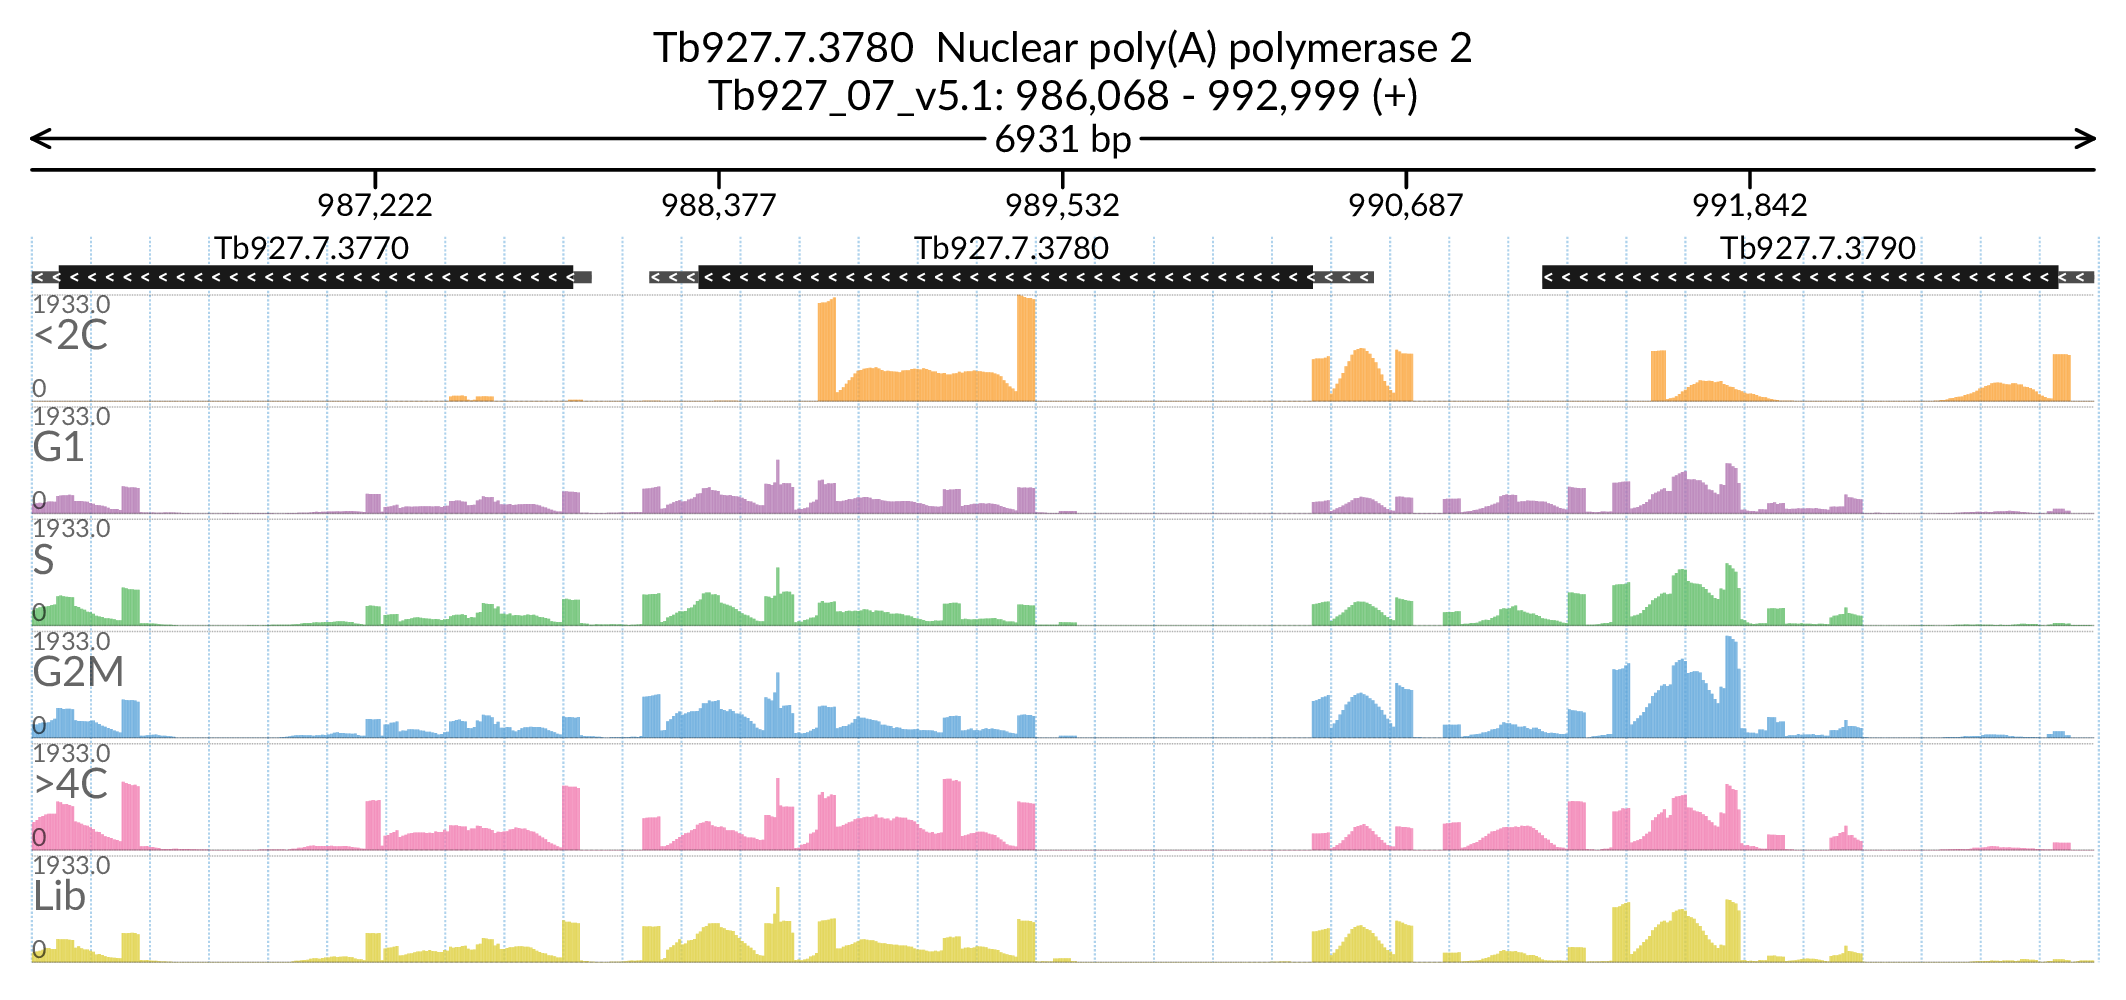 Tb927.7.3780 Nuclear poly(A) polymerase 2
Tb927_07_v5.1: 986,068 - 992,999 (+)
6931 bp
987,222 988,377 989,532 990,687 991,842
Tb927.7.3770 Tb927.7.3780 Tb927.7.3790
1933.0
<2C
0
1933.0
G1
0
1933.0
S
0
1933.0
G2M
0
1933.0
>4C
0
1933.0
Lib
0